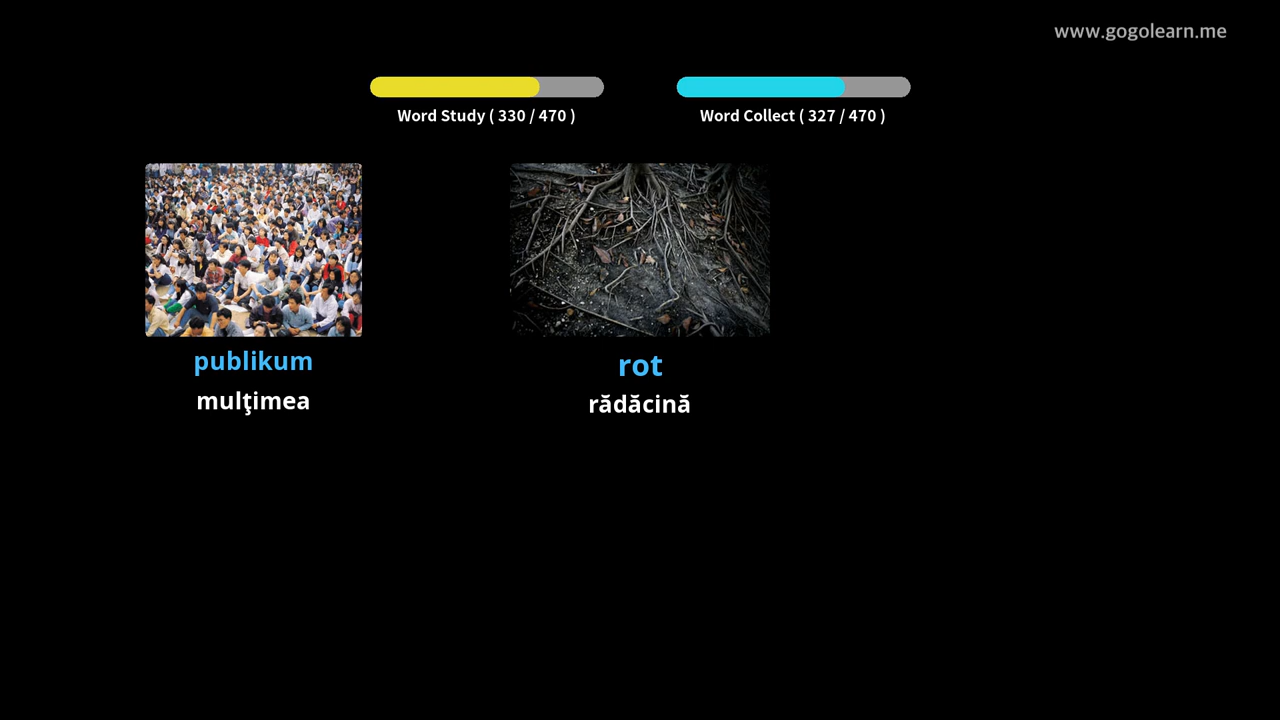 www.gogolearn.me
Word Study ( 330 / 470 )
Word Collect ( 327 / 470 )
publikum
mulţimea
rot
rădăcină